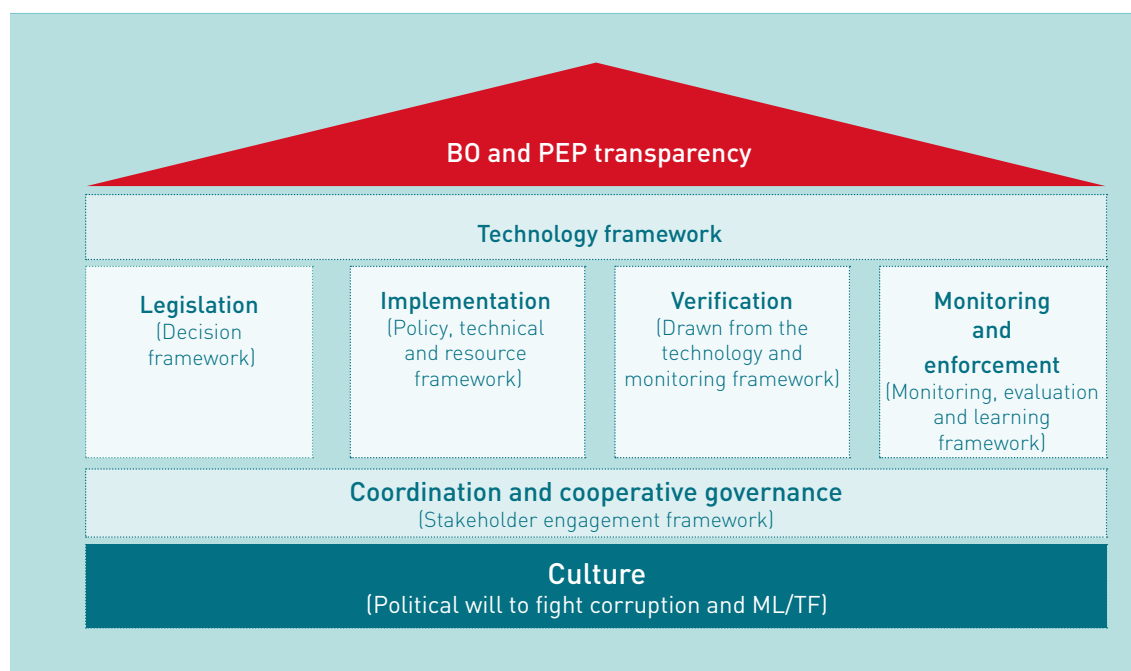 BO and PEP transparency
Technology framework
Legislation
(Decision
framework)
Implementation
(Policy, technical
and resource
framework)
Verification
(Drawn from the
technology and
monitoring framework)
Monitoring
and
enforcement
(Monitoring, evaluation
and learning
framework)
Coordination and cooperative governance
(Stakeholder engagement framework)
Culture
(Political will to fight corruption and ML/TF)